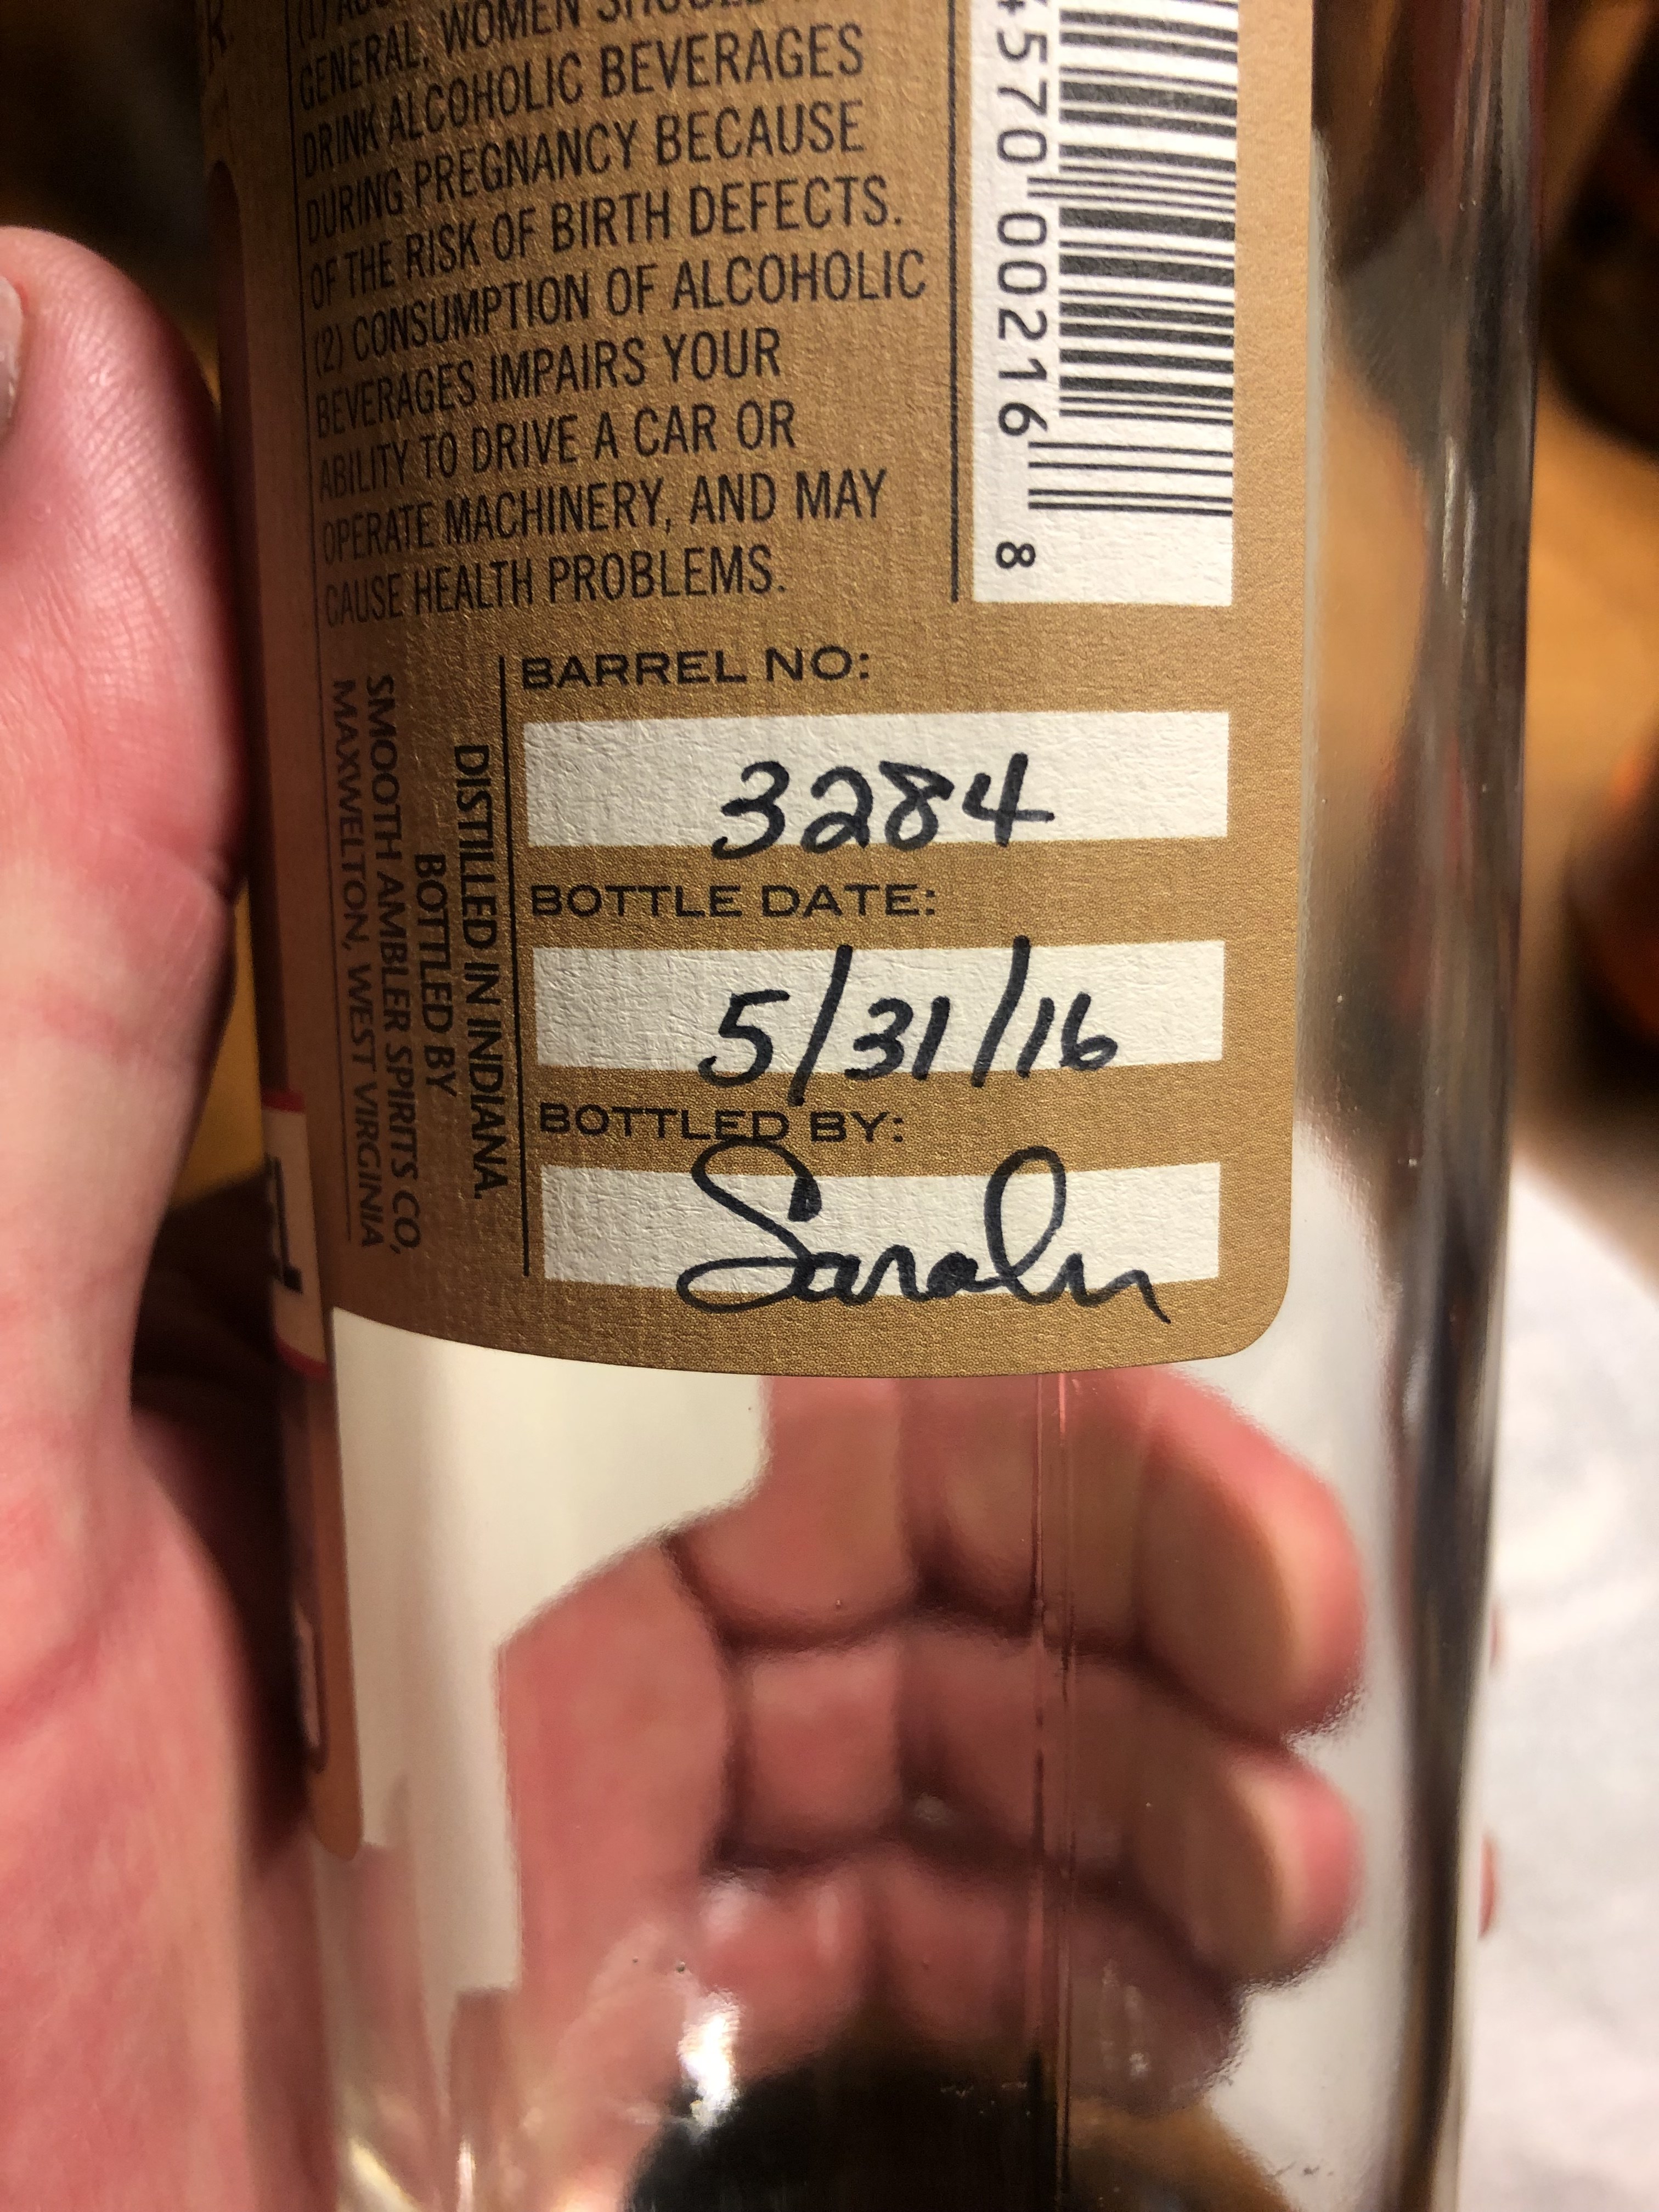 GENERAL, WOMEN SHOULD
DRINK ALCOHOLIC BEVERAGES
DURING PREGNANCY BECAUSE
OF THE RISK OF BIRTH DEFECTS.
(2) CONSUMPTION OF ALCOHOLIC
BEVERAGES IMPAIRS YOUR
ABILITY TO DRIVE A CAR OR
OPERATE MACHINERY, AND MAY
CAUSE HEALTH PROBLEMS.
4570 00216 8
BARREL NO:
3284
BOTTLE DATE:
5/31/16
BOTTLED BY:
Sarah
DISTILLED IN INDIANA.
BOTTLED BY
SMOOTH AMBLER SPIRITS CO,
MAXWELTON, WEST VIRGINIA